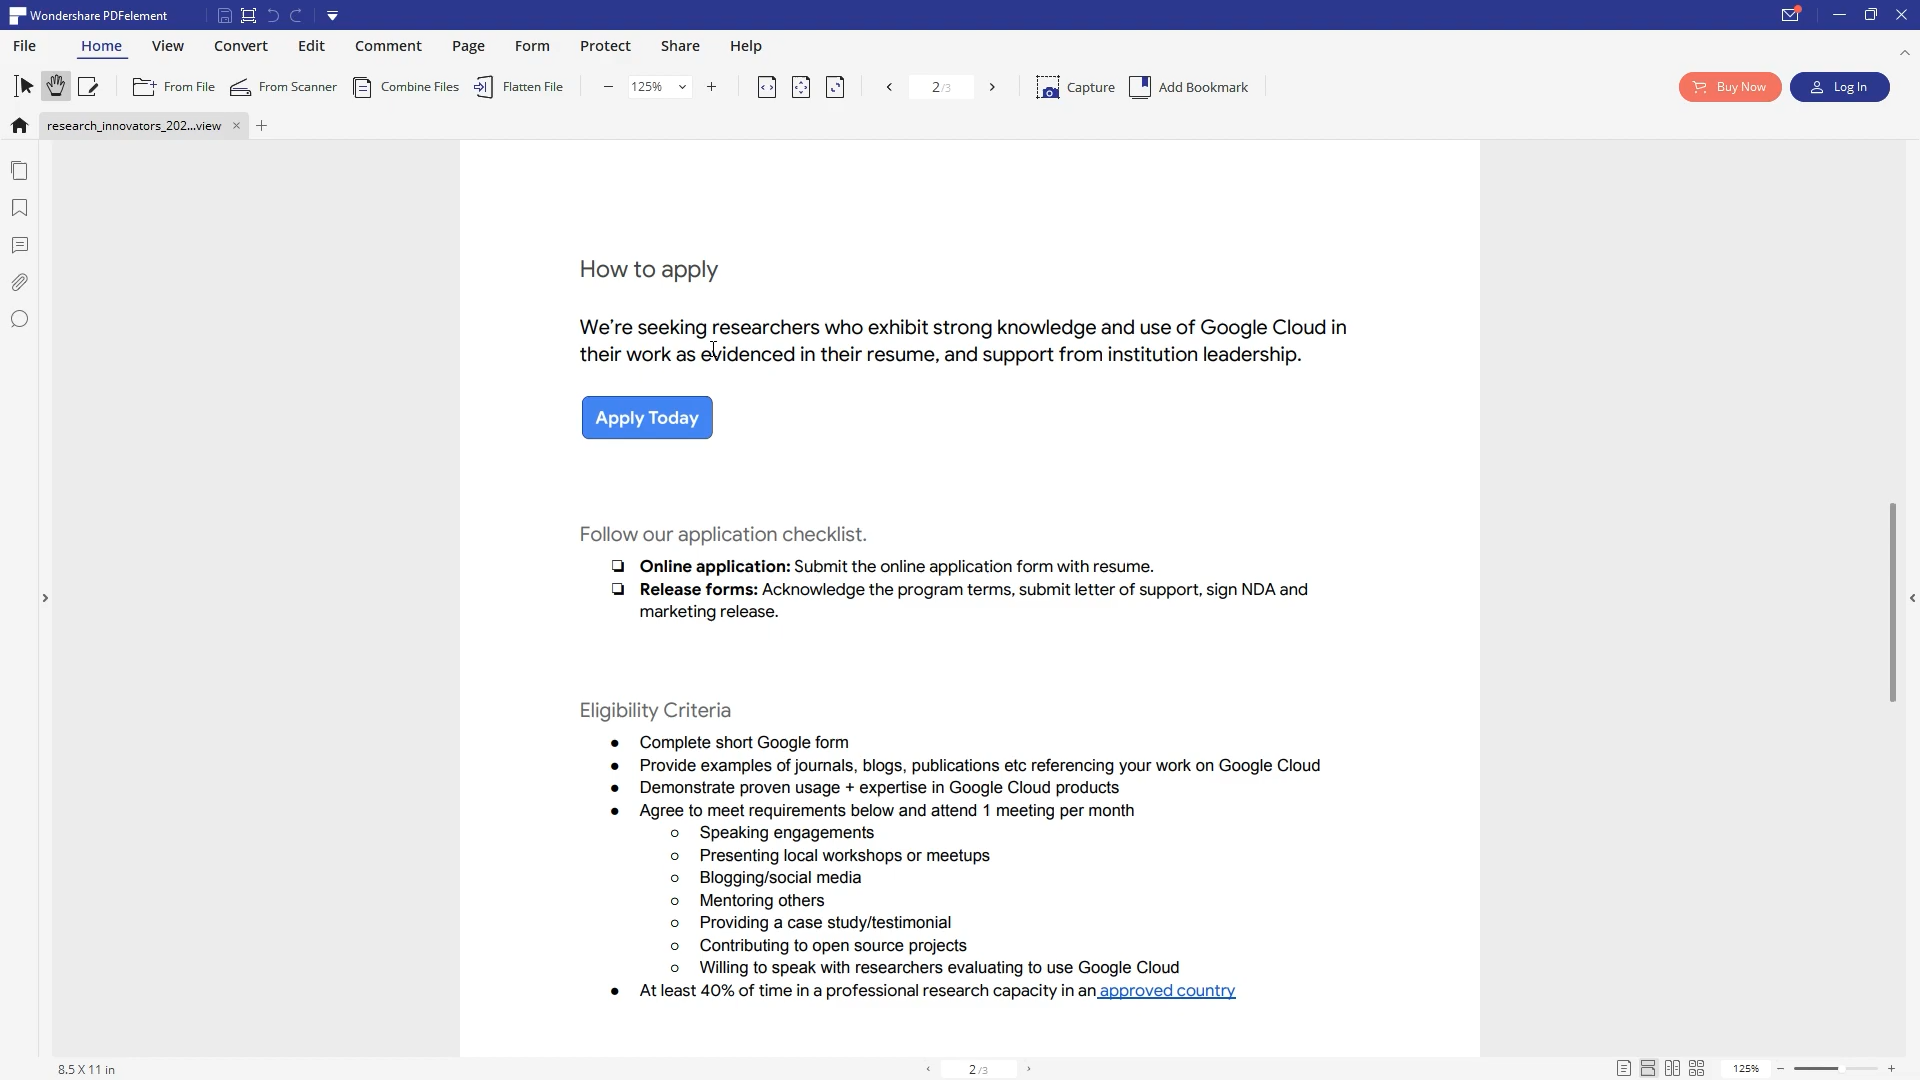 Wondershare PDFelement
File Home View Convert Edit Comment Page Form Protect Share Help
From File From Scanner Combine Files Flatten File 125% 2/3 Capture Add Bookmark Buy Now Log In
research_innovators_202...view
How to apply
We're seeking researchers who exhibit strong knowledge and use of Google Cloud in
their work as evidenced in their resume, and support from institution leadership.
Apply Today
Follow our application checklist.
❏ Online application: Submit the online application form with resume.
❏ Release forms: Acknowledge the program terms, submit letter of support, sign NDA and
marketing release.
Eligibility Criteria
● Complete short Google form
● Provide examples of journals, blogs, publications etc referencing your work on Google Cloud
● Demonstrate proven usage + expertise in Google Cloud products
● Agree to meet requirements below and attend 1 meeting per month
○ Speaking engagements
○ Presenting local workshops or meetups
○ Blogging/social media
○ Mentoring others
○ Providing a case study/testimonial
○ Contributing to open source projects
○ Willing to speak with researchers evaluating to use Google Cloud
● At least 40% of time in a professional research capacity in an approved country
8.5 X 11 in 2/3 125%